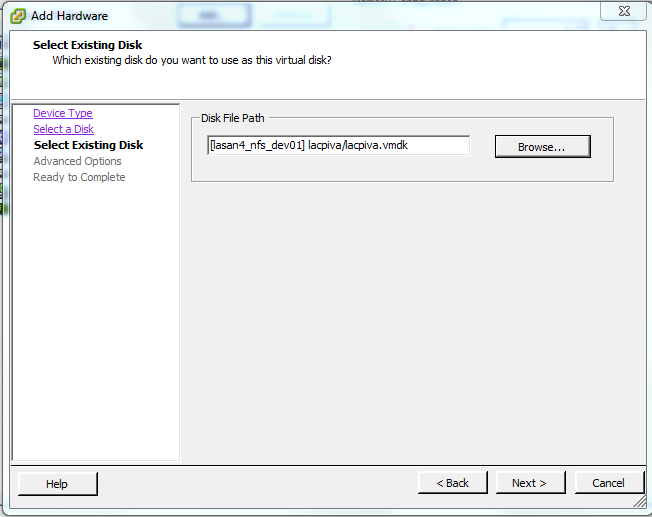 Add Hardware
Select Existing Disk
Which existing disk do you want to use as this virtual disk?
Device Type
Select a Disk
Select Existing Disk
Advanced Options
Ready to Complete
Disk File Path
[lasan4_nfs_dev01] lacpiva/lacpiva.vmdk
Browse...
Help
< Back
Next >
Cancel